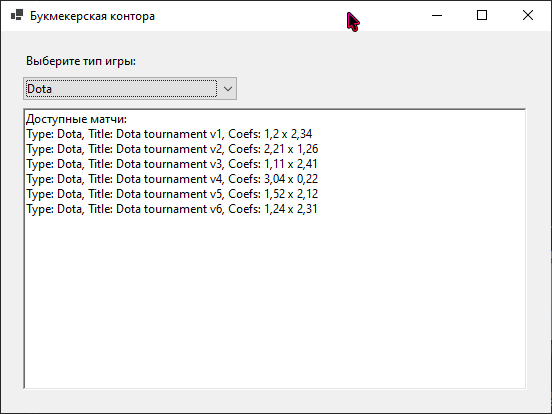 Букмекерская контора
Выберите тип игры:
Dota
Доступные матчи:
Type: Dota, Title: Dota tournament v1, Coefs: 1,2 x 2,34
Type: Dota, Title: Dota tournament v2, Coefs: 2,21 x 1,26
Type: Dota, Title: Dota tournament v3, Coefs: 1,11 x 2,41
Type: Dota, Title: Dota tournament v4, Coefs: 3,04 x 0,22
Type: Dota, Title: Dota tournament v5, Coefs: 1,52 x 2,12
Type: Dota, Title: Dota tournament v6, Coefs: 1,24 x 2,31